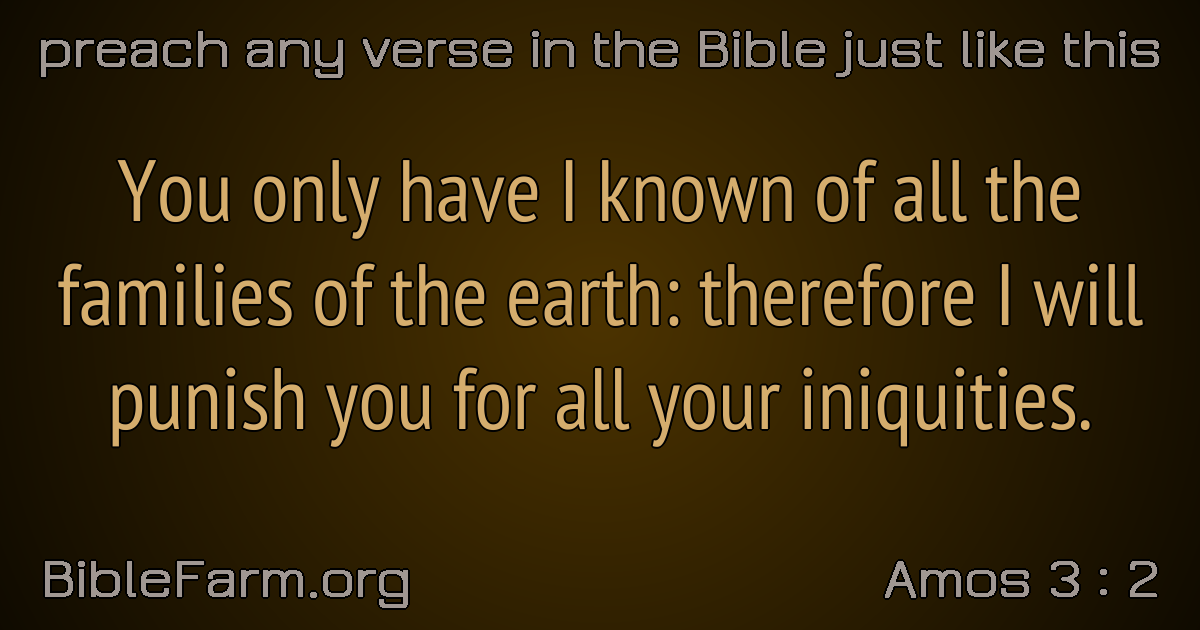 preach any verse in the Bible just like this
You only have I known of all the
families of the earth: therefore I will
punish you for all your iniquities.
BibleFarm.org
Amos 3 : 2